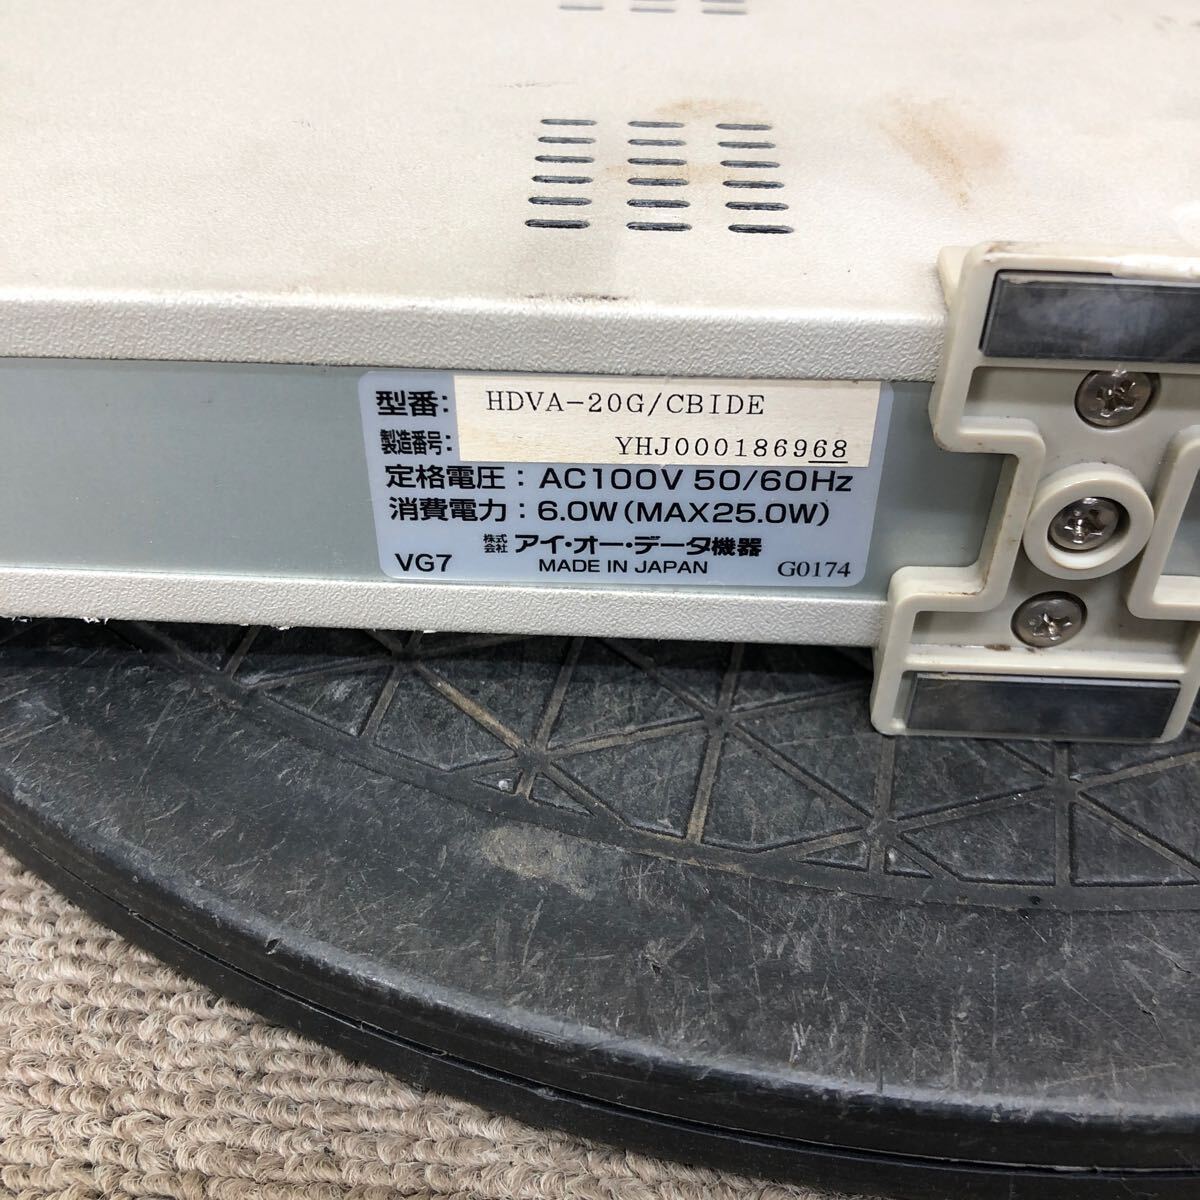 型番: HDVA-20G/CBIDE
製造番号: YHJ000186968
定格電圧：AC100V 50/60Hz
消費電力：6.0W(MAX25.0W)
株式会社 アイ・オー・データ機器
VG7 MADE IN JAPAN G0174